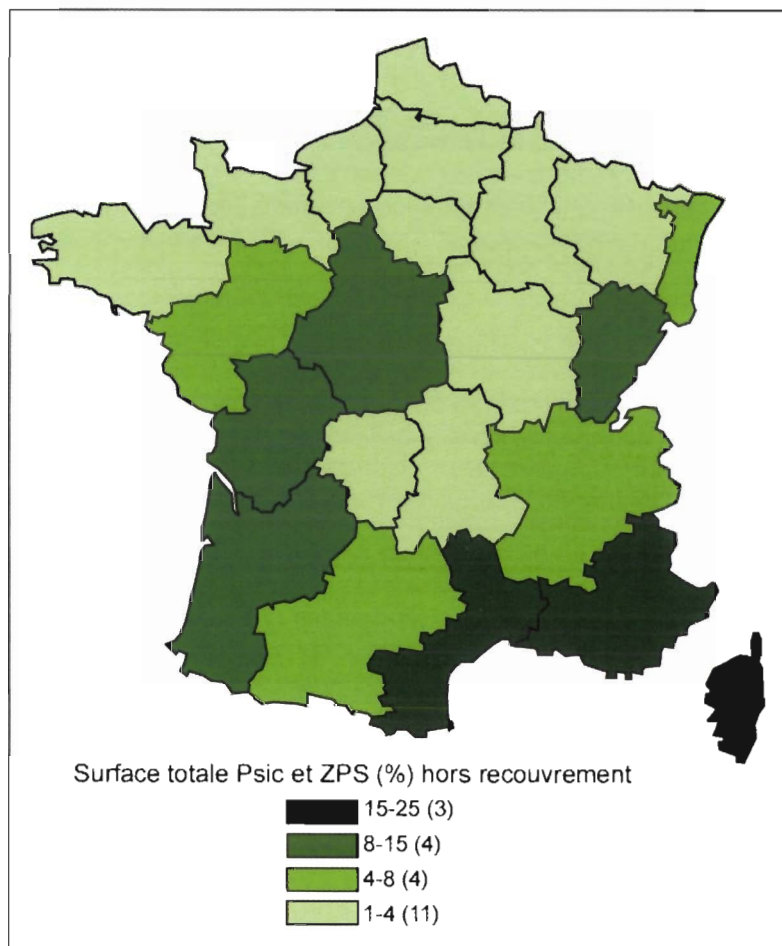 Surface totale Psic et ZPS (%) hors recouvrement
15-25 (3)
8-15 (4)
4-8 (4)
1-4 (11)